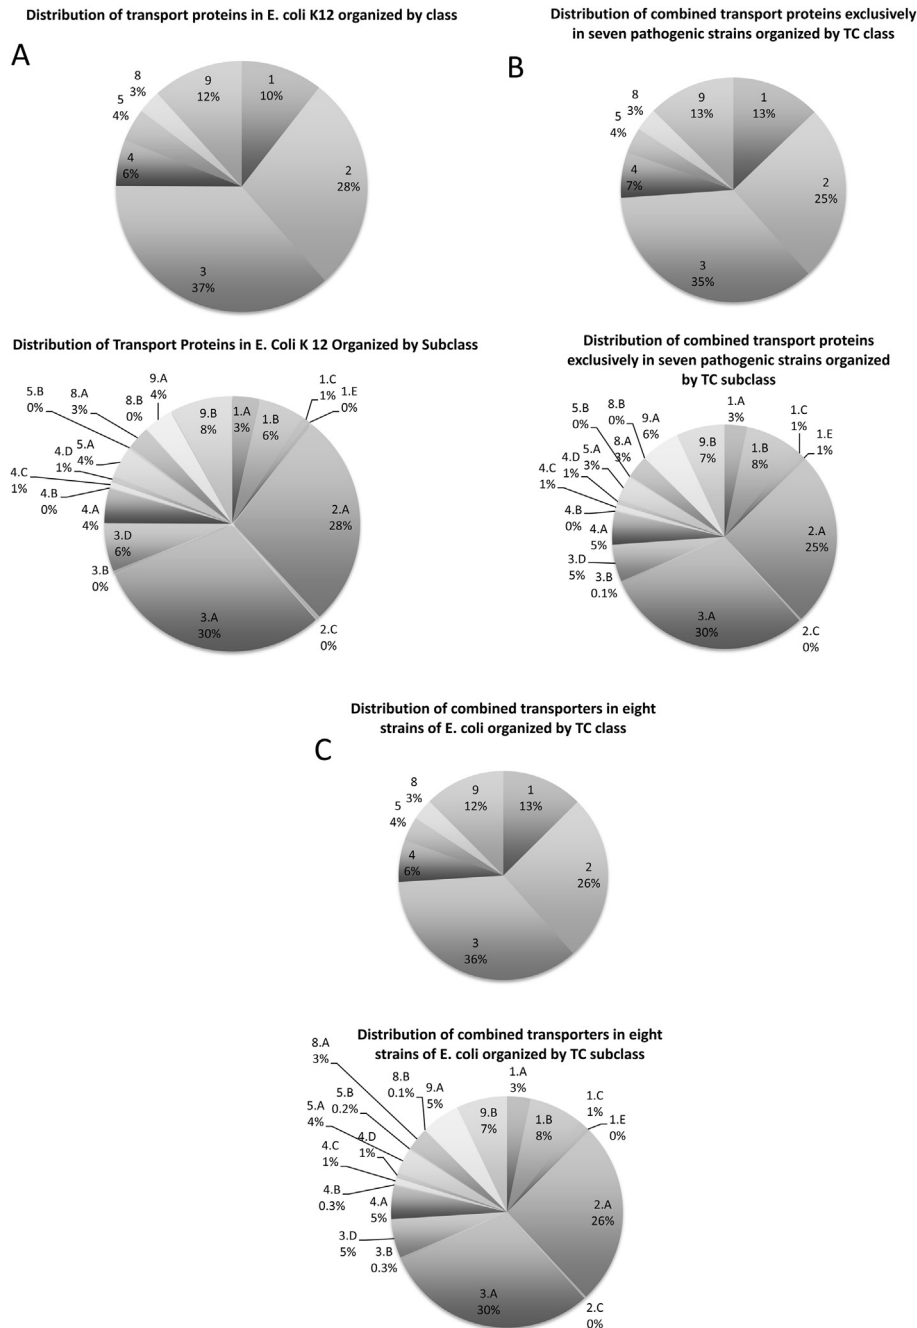 Distribution of transport proteins in E. coli K12 organized by class
A
1
10%
2
28%
3
37%
4
6%
5
4%
8
3%
9
12%
Distribution of combined transport proteins exclusively
in seven pathogenic strains organized by TC class
B
1
13%
2
25%
3
35%
4
7%
5
4%
8
3%
9
13%
Distribution of Transport Proteins in E. Coli K 12 Organized by Subclass
1.A
3%
1.B
6%
1.C
1%
1.E
0%
2.A
28%
2.C
0%
3.A
30%
3.B
0%
3.D
6%
4.A
4%
4.B
0%
4.C
1%
4.D
1%
5.A
4%
5.B
0%
8.A
3%
8.B
0%
9.A
4%
9.B
8%
Distribution of combined transport proteins
exclusively in seven pathogenic strains organized
by TC subclass
1.A
3%
1.B
8%
1.C
1%
1.E
1%
2.A
25%
2.C
0%
3.A
30%
3.B
0.1%
3.D
5%
4.A
5%
4.B
0%
4.C
1%
4.D
1%
5.A
3%
5.B
0%
8.A
3%
8.B
0%
9.A
6%
9.B
7%
Distribution of combined transporters in eight
strains of E. coli organized by TC class
C
1
13%
2
26%
3
36%
4
6%
5
4%
8
3%
9
12%
Distribution of combined transporters in eight
strains of E. coli organized by TC subclass
1.A
3%
1.B
8%
1.C
1%
1.E
0%
2.A
26%
2.C
0%
3.A
30%
3.B
0.3%
3.D
5%
4.A
5%
4.B
0.3%
4.C
1%
4.D
1%
5.A
4%
5.B
0.2%
8.A
3%
8.B
0.1%
9.A
5%
9.B
7%